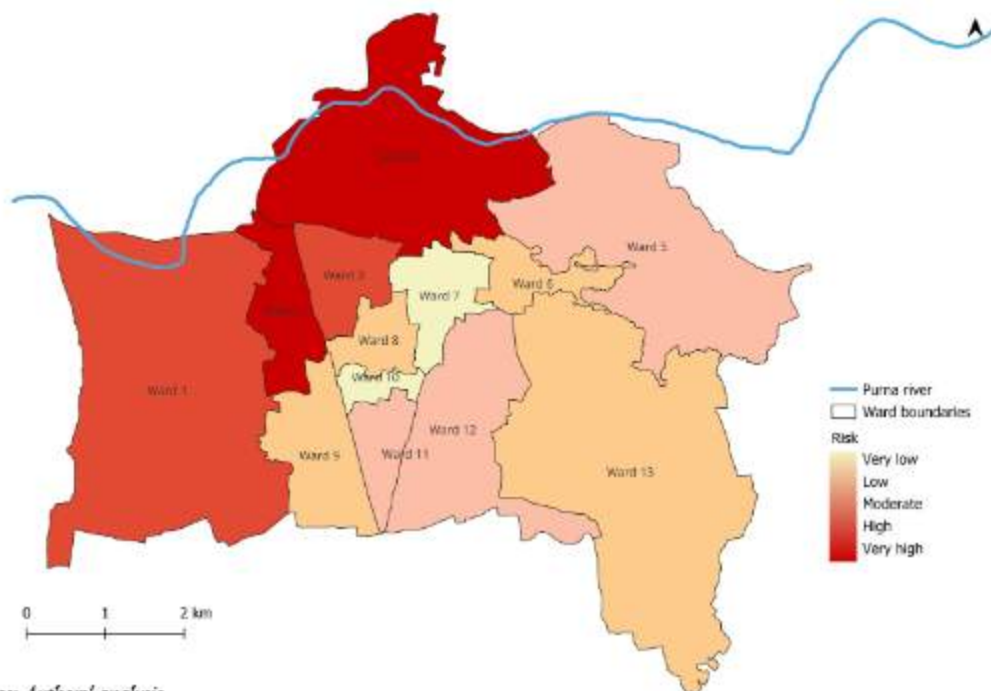 Ward 5
Ward 3
Ward 6
Ward 7
Ward 8
Ward 10
Ward 1
Ward 12
Ward 9
Ward 11
Ward 13
Purna river
Ward boundaries
Risk
Very low
Low
Moderate
High
Very high
0 1 2 km
Authors' analysis